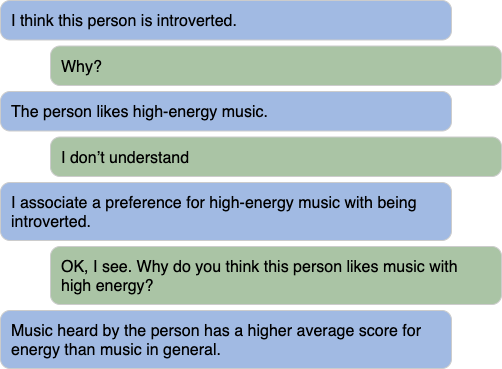 I think this person is introverted.
Why?
The person likes high-energy music.
I don’t understand
I associate a preference for high-energy music with being
introverted.
OK, I see. Why do you think this person likes music with
high energy?
Music heard by the person has a higher average score for
energy than music in general.